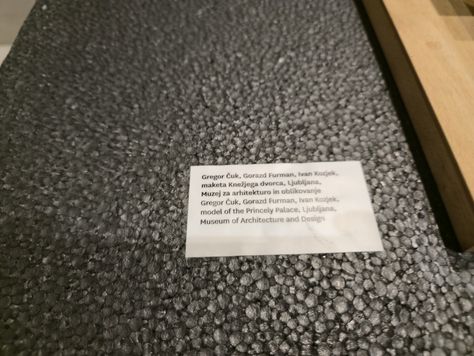 Gregor Čuk, Gorazd Furman, Ivan Kozjek,
maketa Knežjega dvorca, Ljubljana,
Muzej za arhitekturo in oblikovanje
Gregor Čuk, Gorazd Furman, Ivan Kozjek,
model of the Princely Palace, Ljubljana,
Museum of Architecture and Design